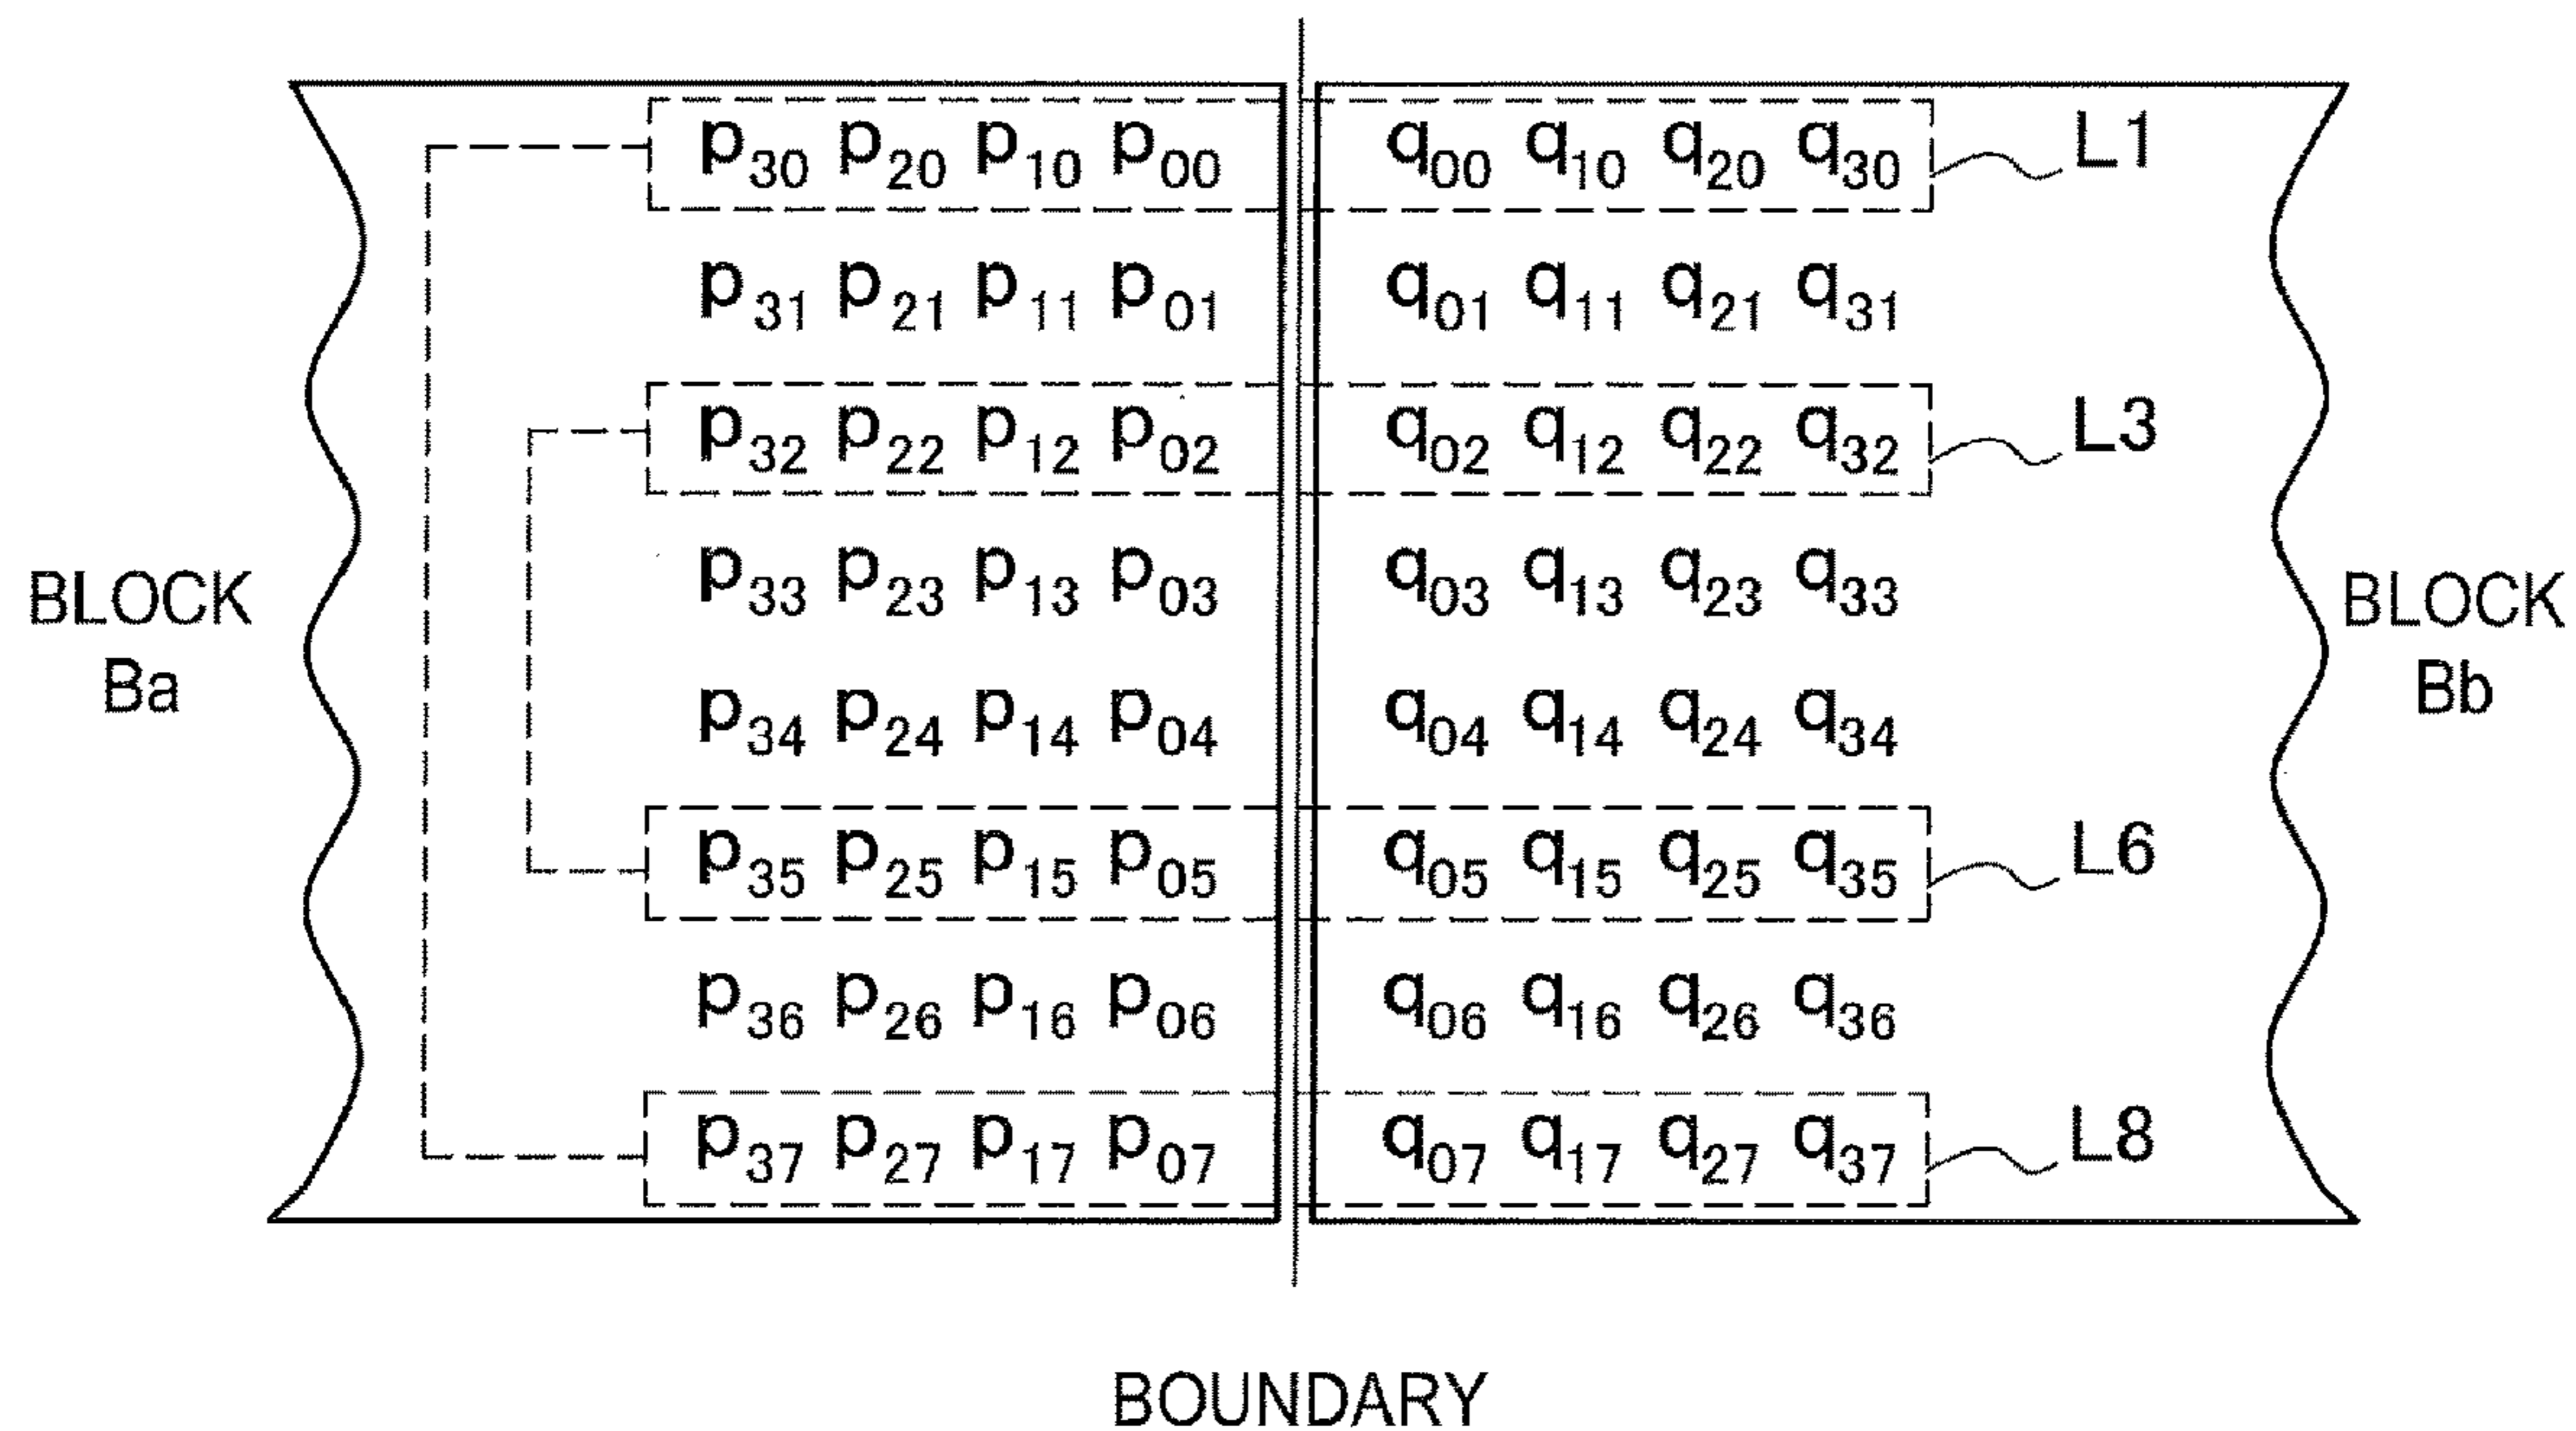 p30 p20 p10 p00 q00 q10 q20 q30 L1
p31 p21 p11 p01 q01 q11 q21 q31
p32 p22 p12 p02 q02 q12 q22 q32 L3
p33 p23 p13 p03 q03 q13 q23 q33
BLOCK Ba
BLOCK Bb
p34 p24 p14 p04 q04 q14 q24 q34
p35 p25 p15 p05 q05 q15 q25 q35 L6
p36 p26 p16 p06 q06 q16 q26 q36
p37 p27 p17 p07 q07 q17 q27 q37 L8
BOUNDARY